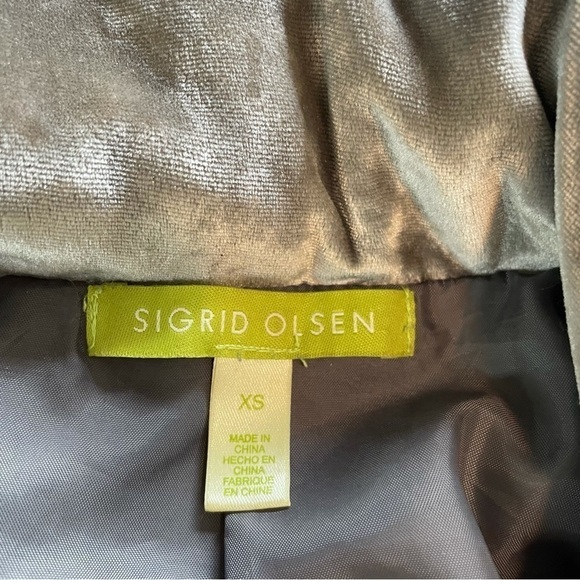 SIGRID OLSEN
XS
MADE IN
CHINA
HECHO EN
CHINA
FABRIQUE
EN CHINE